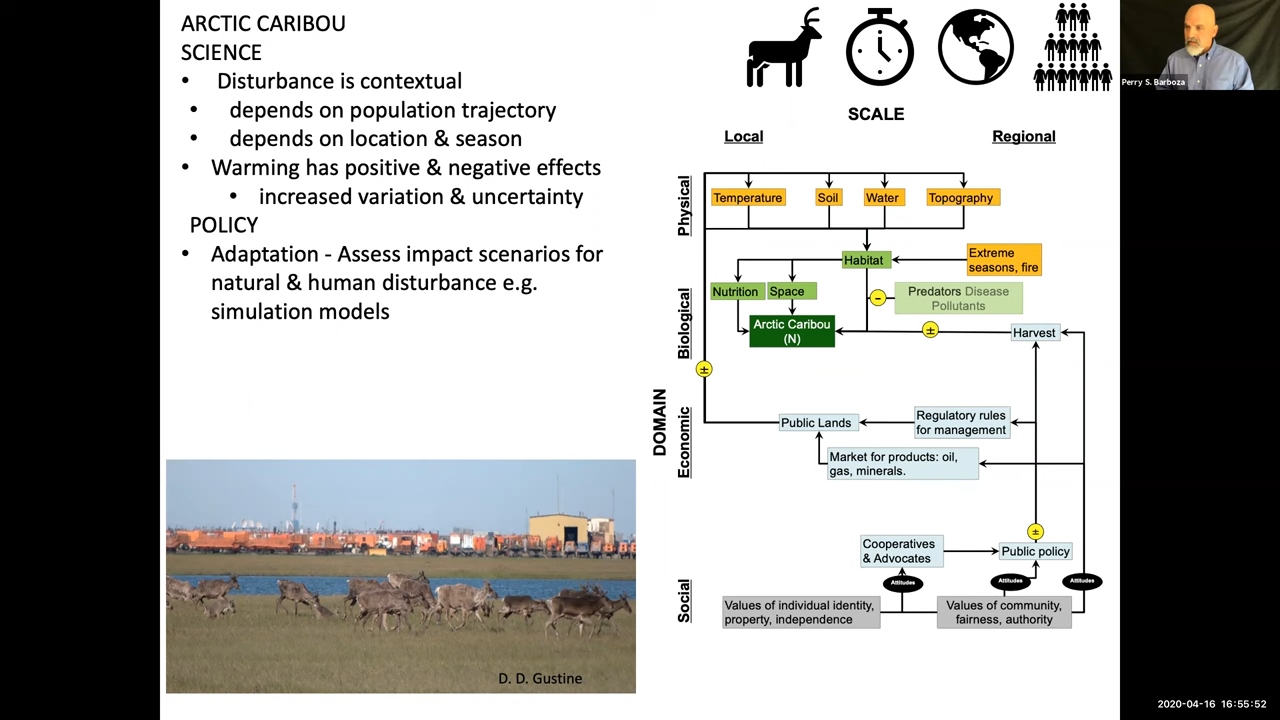 ARCTIC CARIBOU
SCIENCE
• Disturbance is contextual
• depends on population trajectory
• depends on location & season
• Warming has positive & negative effects
• increased variation & uncertainty
POLICY
• Adaptation - Assess impact scenarios for
natural & human disturbance e.g.
simulation models
D. D. Gustine
SCALE
Local
Regional
DOMAIN
Physical
Temperature
Soil
Water
Topography
Biological
Habitat
Extreme
seasons, fire
Nutrition
Space
-
Predators Disease
Pollutants
Arctic Caribou
(N)
±
Harvest
±
Economic
Public Lands
Regulatory rules
for management
Market for products: oil,
gas, minerals.
±
Social
Cooperatives
& Advocates
Public policy
Attitudes
Attitudes
Attitudes
Values of individual identity,
property, independence
Values of community,
fairness, authority
Perry S. Barboza
2020-04-16 16:55:52